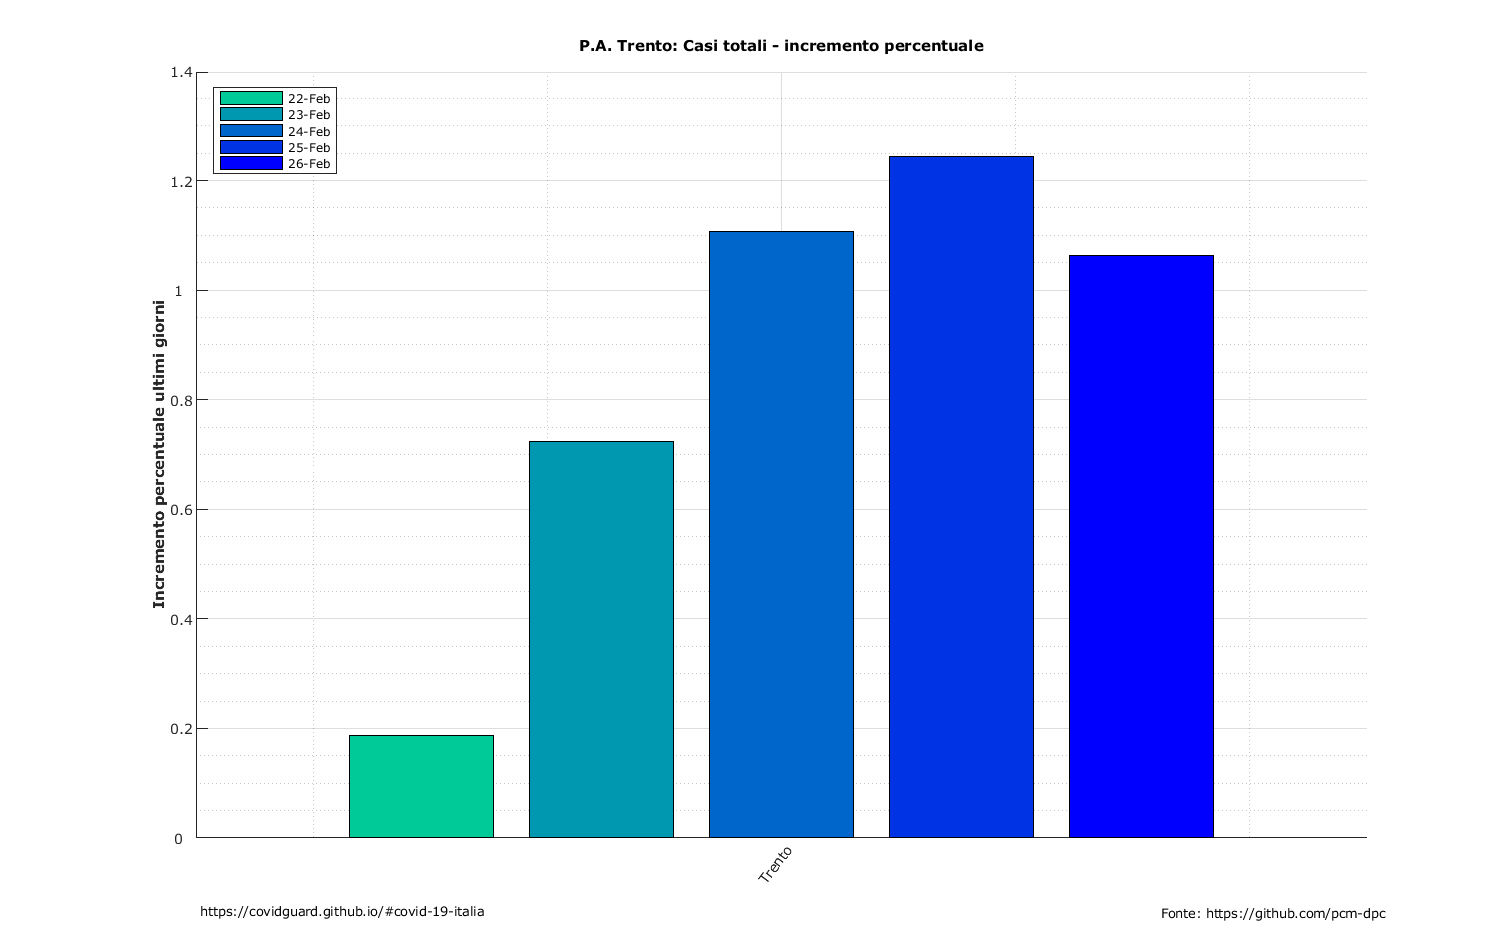 P.A. Trento: Casi totali - incremento percentuale
1.4
1.2
1
0.8
0.6
0.4
0.2
0
Incremento percentuale ultimi giorni
22-Feb
23-Feb
24-Feb
25-Feb
26-Feb
Trento
https://covidguard.github.io/#covid-19-italia
Fonte: https://github.com/pcm-dpc